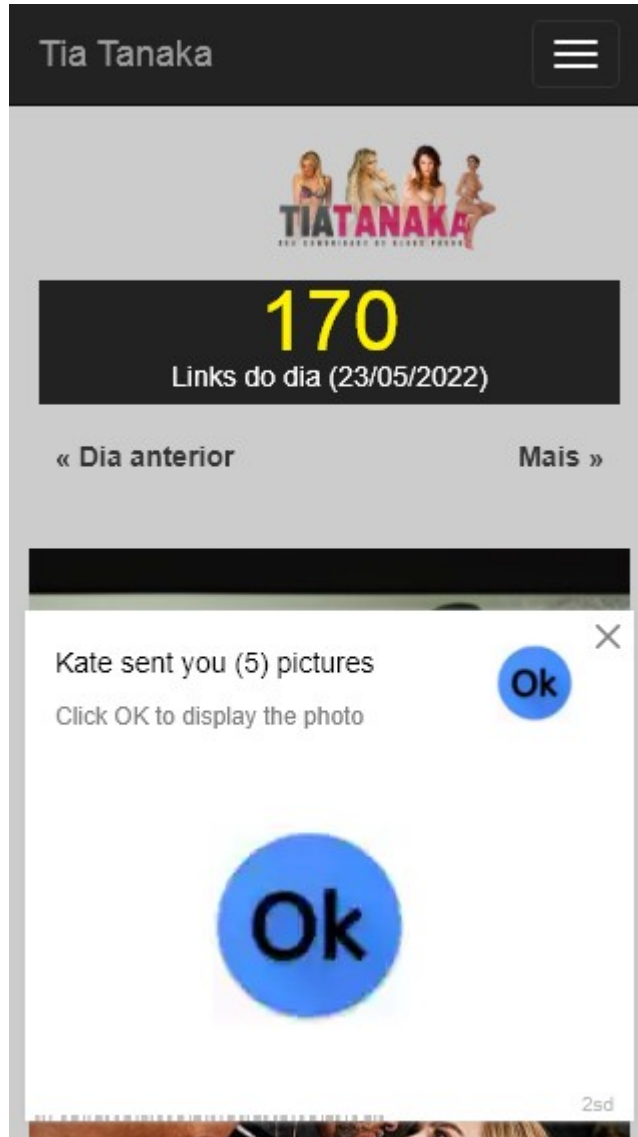 Tia Tanaka
TIATANAKA
170
Links do dia (23/05/2022)
« Dia anterior
Mais »
Kate sent you (5) pictures
Ok
Click OK to display the photo
Ok
2sd